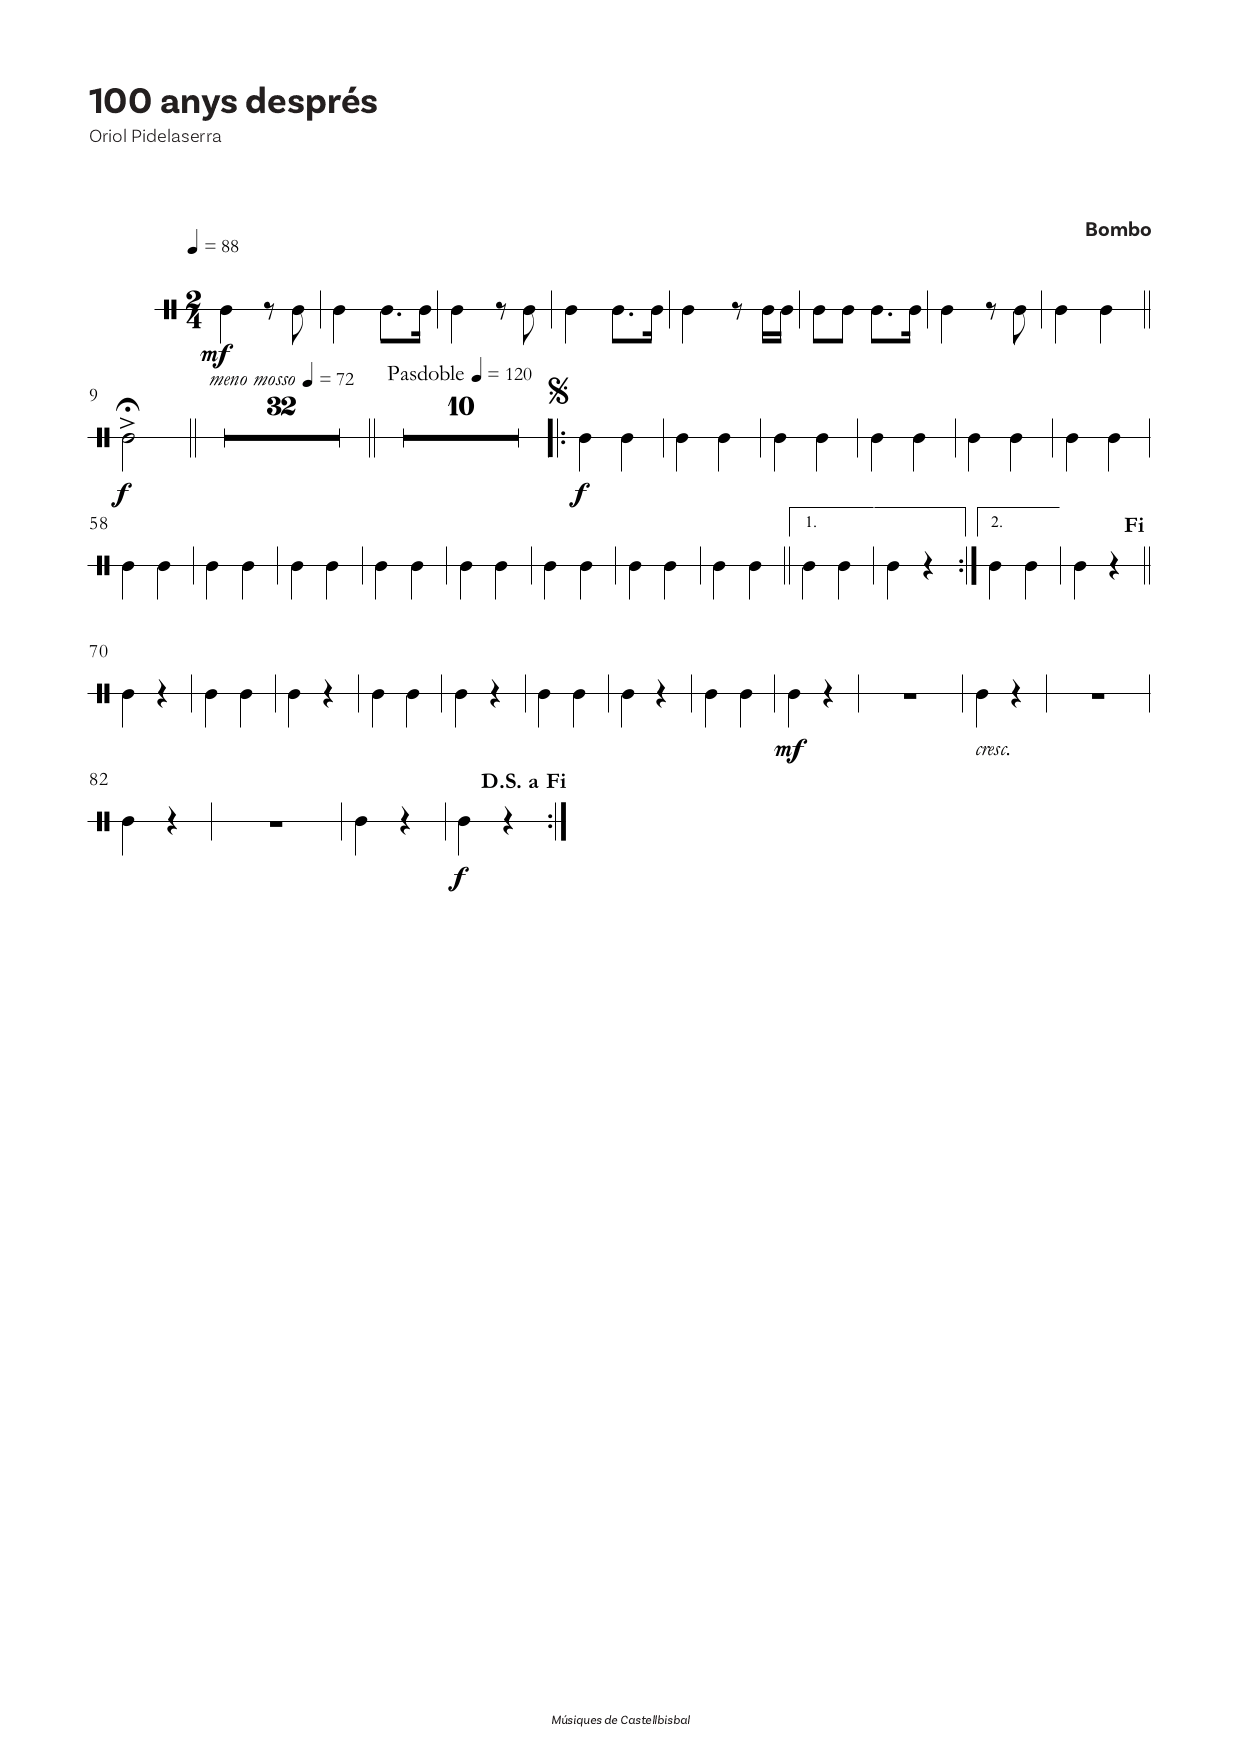 100 anys després
Oriol Pidelaserra
Bombo
= 88
2
4
mf
meno mosso = 72
Pasdoble = 120
9
32
10
f
f
58
1.
2.
Fi
70
mf
cresc.
82
D.S. a Fi
f
Músiques de Castellbisbal